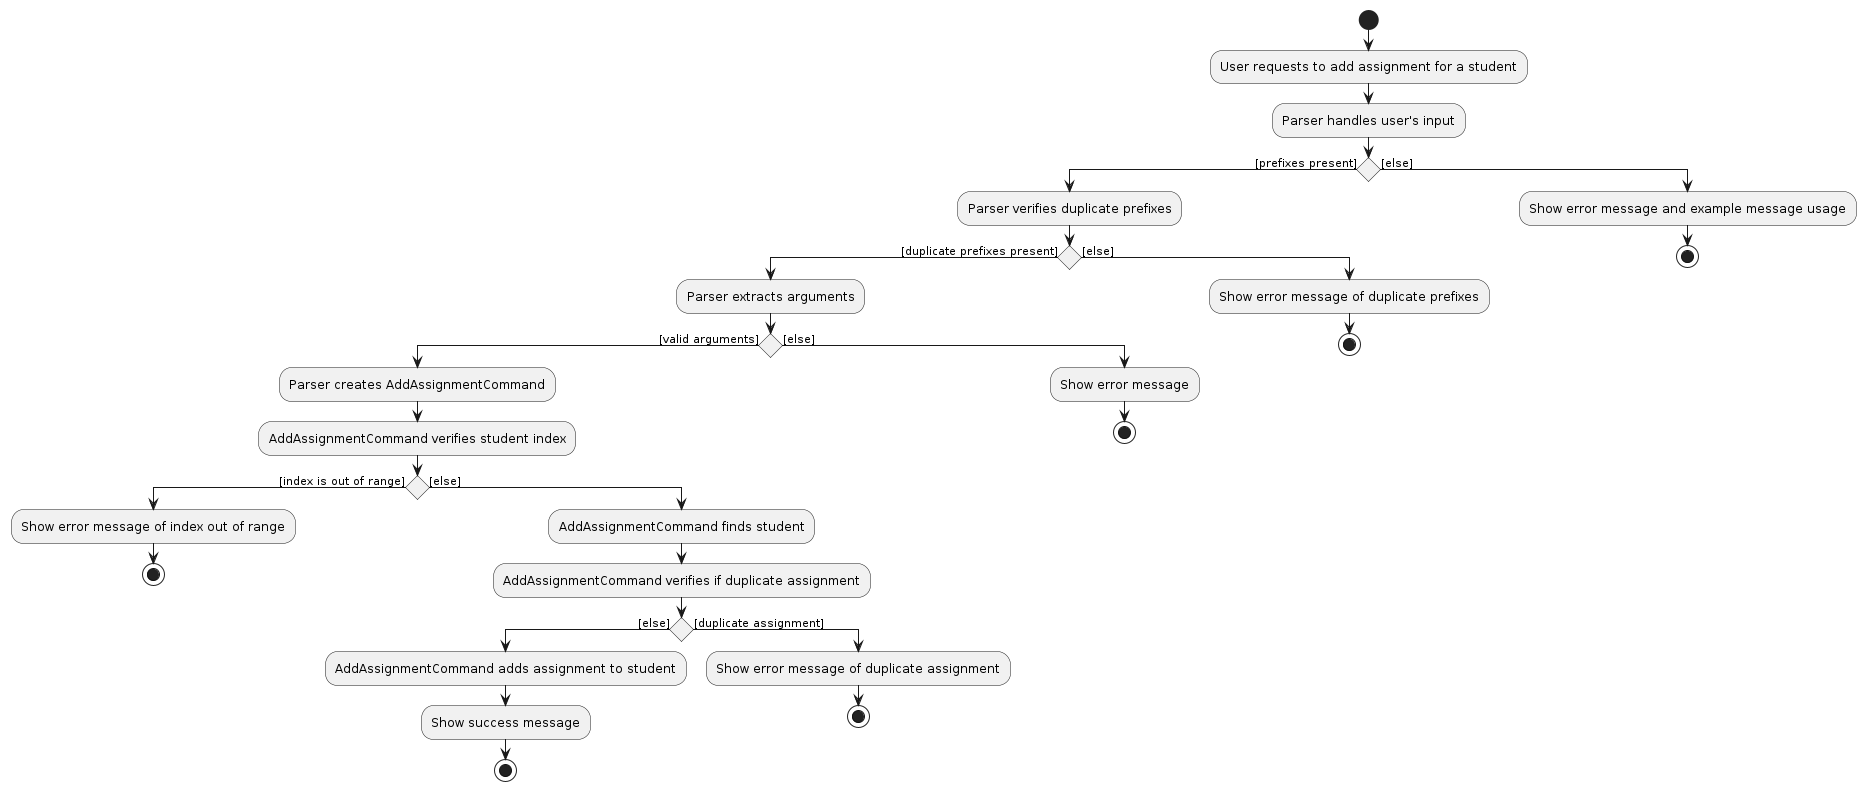 User requests to add assignment for a student
Parser handles user's input
[prefixes present]
[else]
Parser verifies duplicate prefixes
Show error message and example message usage
[duplicate prefixes present]
[else]
Parser extracts arguments
Show error message of duplicate prefixes
[valid arguments]
[else]
Parser creates AddAssignmentCommand
Show error message
AddAssignmentCommand verifies student index
[index is out of range]
[else]
Show error message of index out of range
AddAssignmentCommand finds student
AddAssignmentCommand verifies if duplicate assignment
[else]
[duplicate assignment]
AddAssignmentCommand adds assignment to student
Show error message of duplicate assignment
Show success message